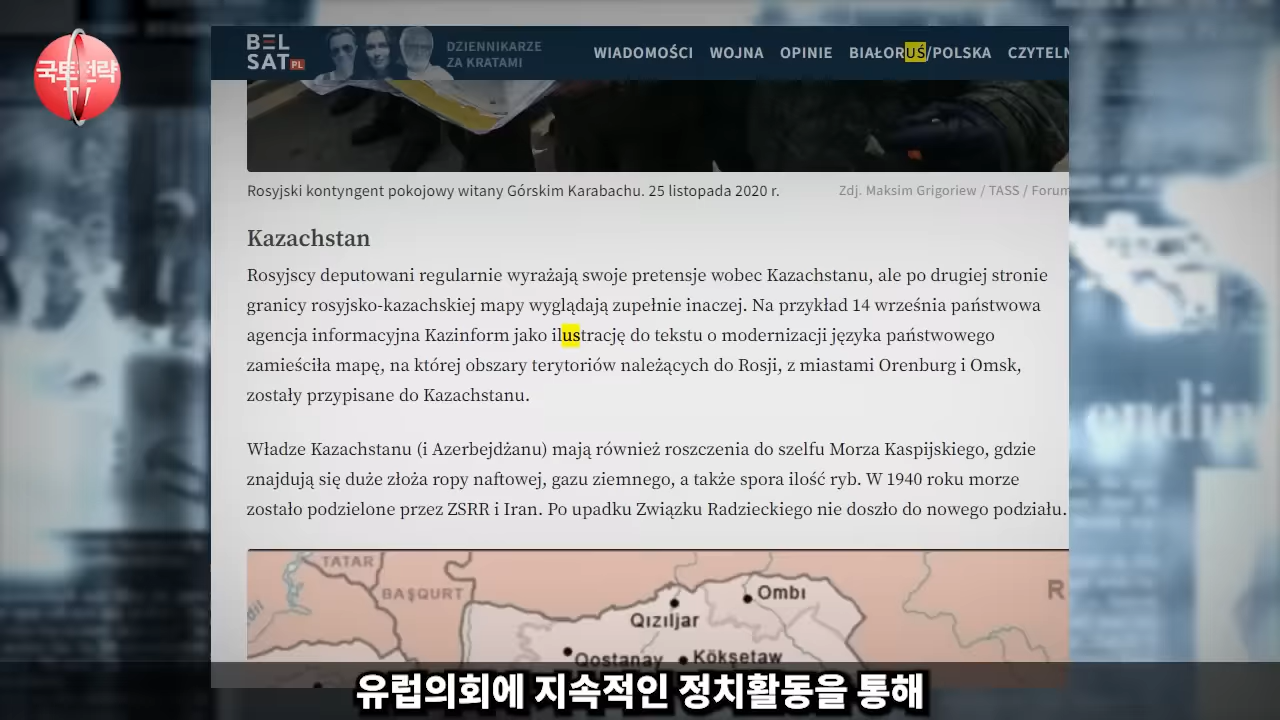 국토전략
TV
BEL
SAT PL
DZIENNIKARZE
ZA KRATAMI
WIADOMOŚCI WOJNA OPINIE BIAŁORUŚ/POLSKA CZYTELN
Rosyjski kontyngent pokojowy witany Górskim Karabachu. 25 listopada 2020 r.
Zdj. Maksim Grigoriew / TASS / Forum
Kazachstan
Rosyjscy deputowani regularnie wyrażają swoje pretensje wobec Kazachstanu, ale po drugiej stronie
granicy rosyjsko-kazachskiej mapy wyglądają zupełnie inaczej. Na przykład 14 września państwowa
agencja informacyjna Kazinform jako ilustrację do tekstu o modernizacji języka państwowego
zamieściła mapę, na której obszary terytoriów należących do Rosji, z miastami Orenburg i Omsk,
zostały przypisane do Kazachstanu.
Władze Kazachstanu (i Azerbejdżanu) mają również roszczenia do szelfu Morza Kaspijskiego, gdzie
znajdują się duże złoża ropy naftowej, gazu ziemnego, a także spora ilość ryb. W 1940 roku morze
zostało podzielone przez ZSRR i Iran. Po upadku Związku Radzieckiego nie doszło do nowego podziału.
TATAR
BAŞQURT
Ombı
R
Qızıljar
Qostanay
Kökşetaw
유럽의회에 지속적인 정치활동을 통해